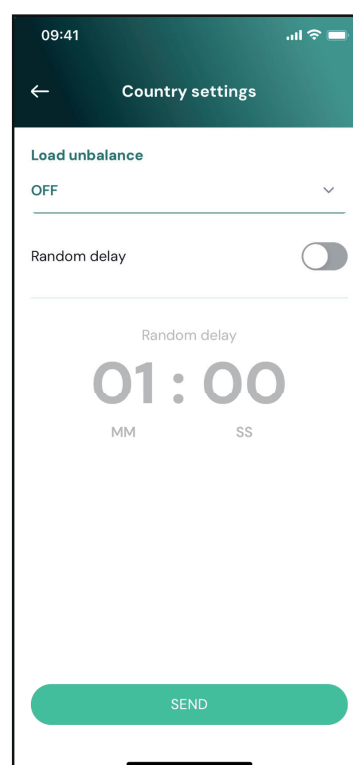 09:41
Country settings
Load unbalance
OFF
Random delay
Random delay
01 : 00
MM SS
SEND